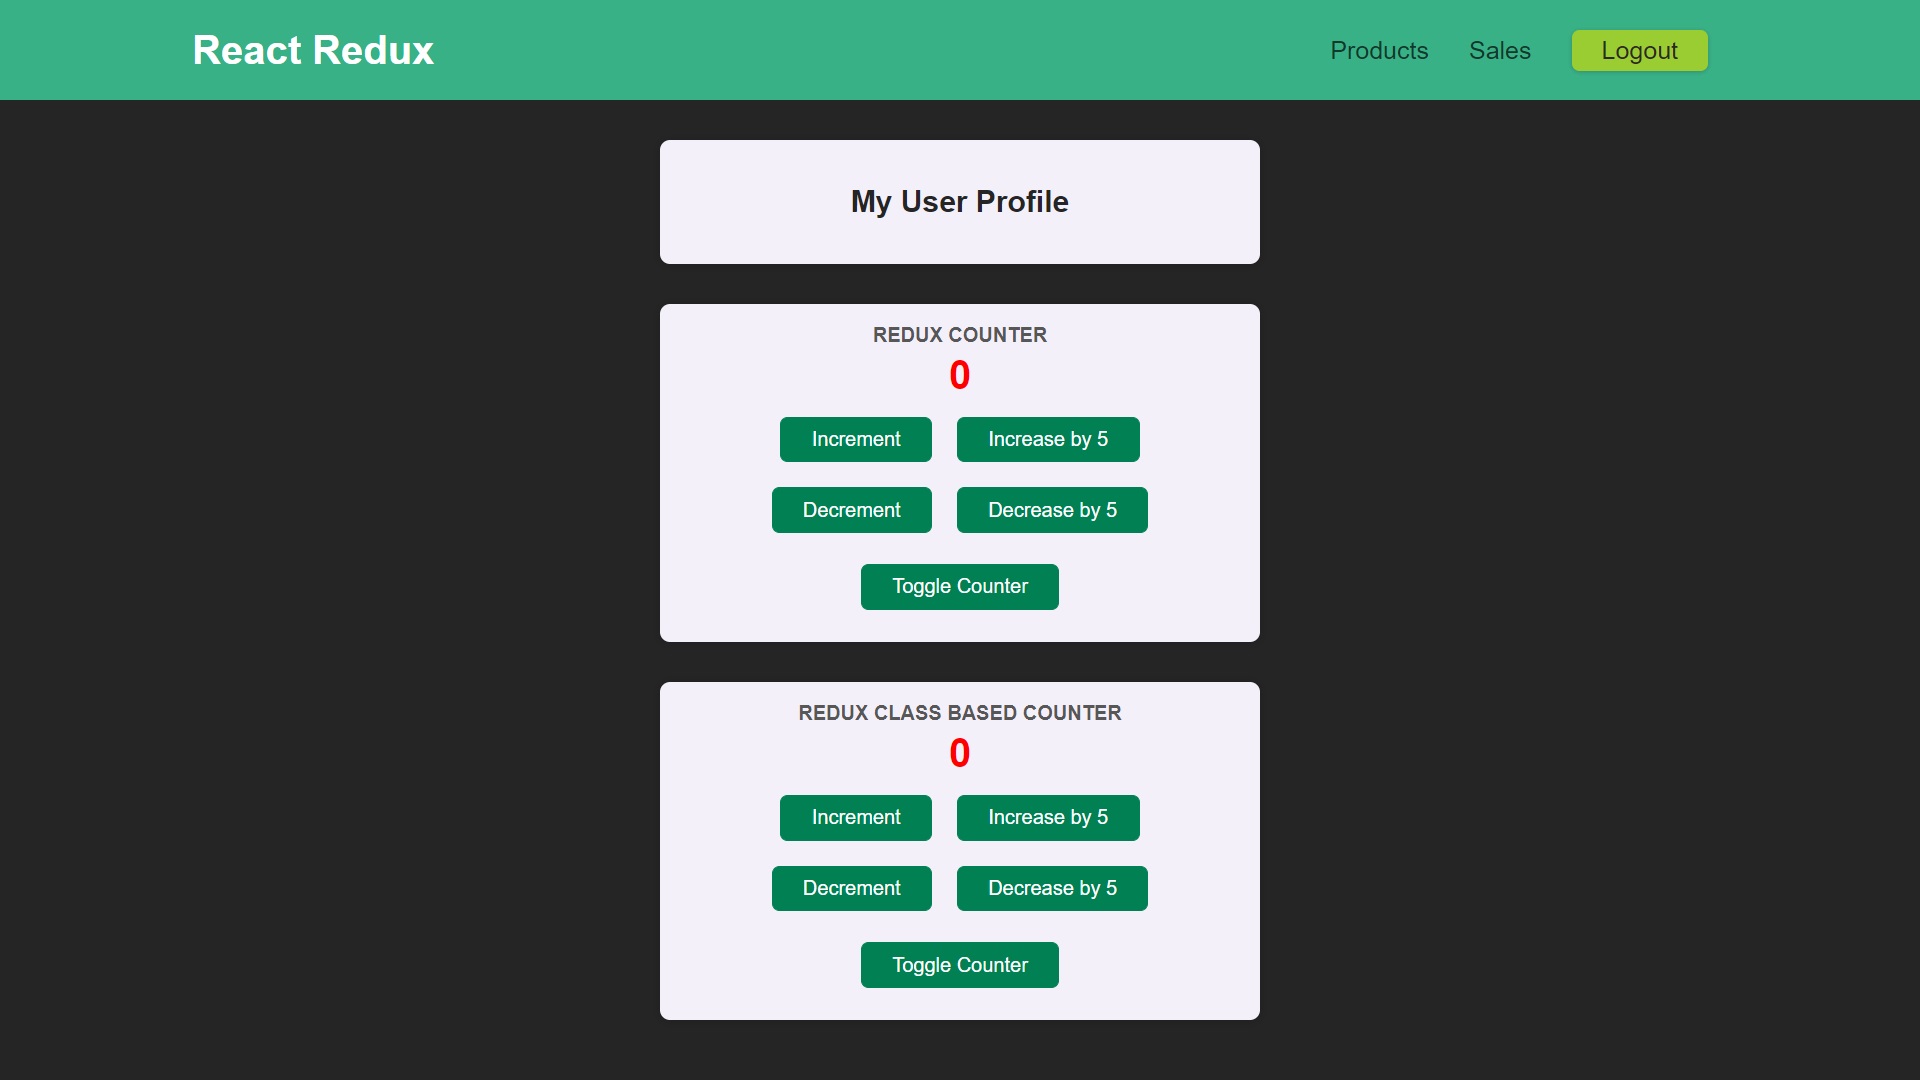 React Redux
Products Sales Logout
My User Profile
REDUX COUNTER
0
Increment Increase by 5
Decrement Decrease by 5
Toggle Counter
REDUX CLASS BASED COUNTER
0
Increment Increase by 5
Decrement Decrease by 5
Toggle Counter